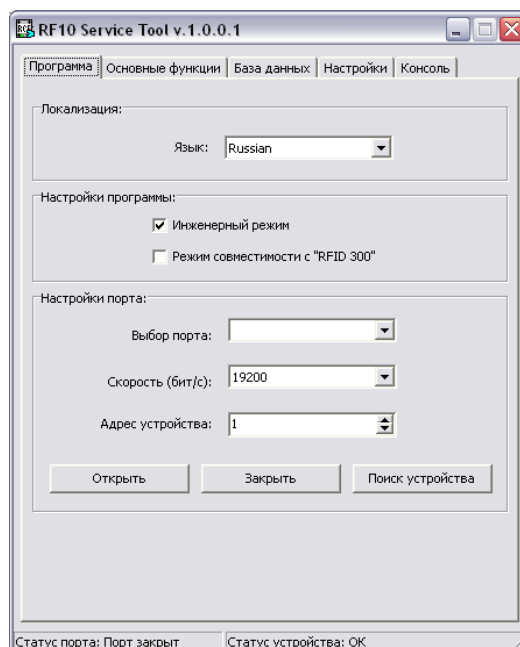 RF10 Service Tool v.1.0.0.1
Программа Основные функции База данных Настройки Консоль
Локализация:
Язык: Russian
Настройки программы:
Инженерный режим
Режим совместимости с "RFID 300"
Настройки порта:
Выбор порта:
Скорость (бит/с): 19200
Адрес устройства: 1
Открыть Закрыть Поиск устройства
Статус порта: Порт закрыт Статус устройства: OK